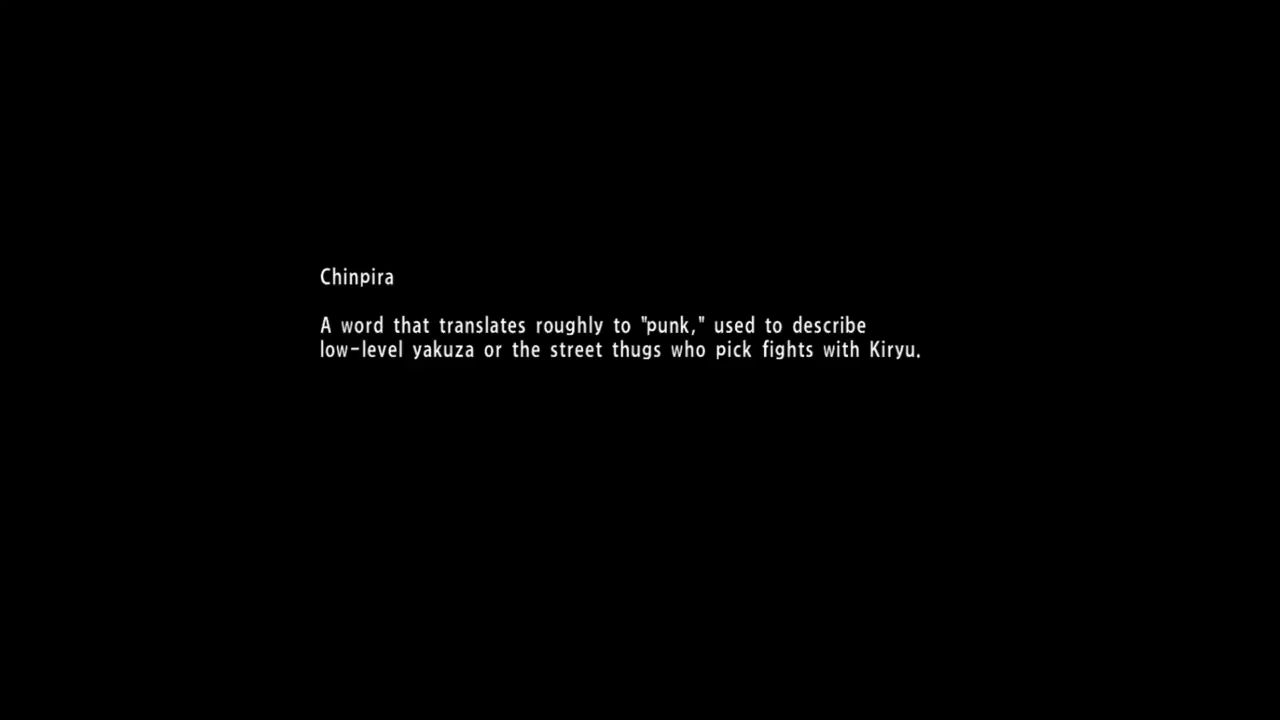 Chinpira
A word that translates roughly to "punk," used to describe
low-level yakuza or the street thugs who pick fights with Kiryu.